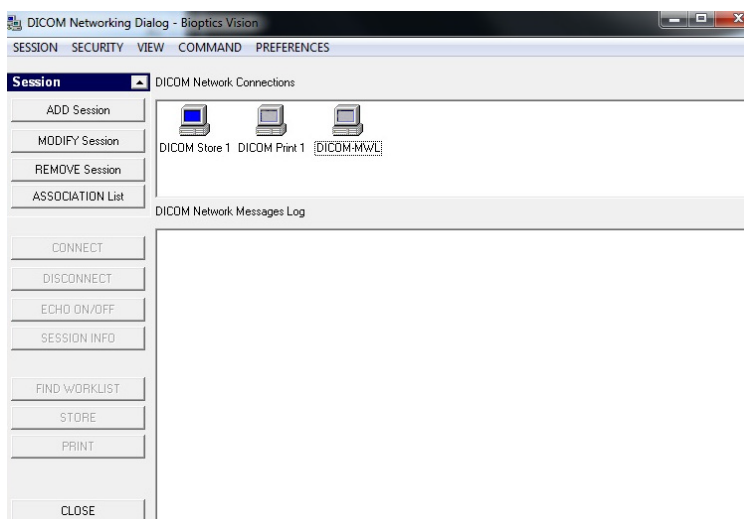 DICOM Networking Dialog - Bioptics Vision
SESSION SECURITY VIEW COMMAND PREFERENCES
Session
DICOM Network Connections
ADD Session
MODIFY Session
REMOVE Session
ASSOCIATION List
DICOM Store 1 DICOM Print 1 DICOM-MWL
DICOM Network Messages Log
CONNECT
DISCONNECT
ECHO ON/OFF
SESSION INFO
FIND WORKLIST
STORE
PRINT
CLOSE